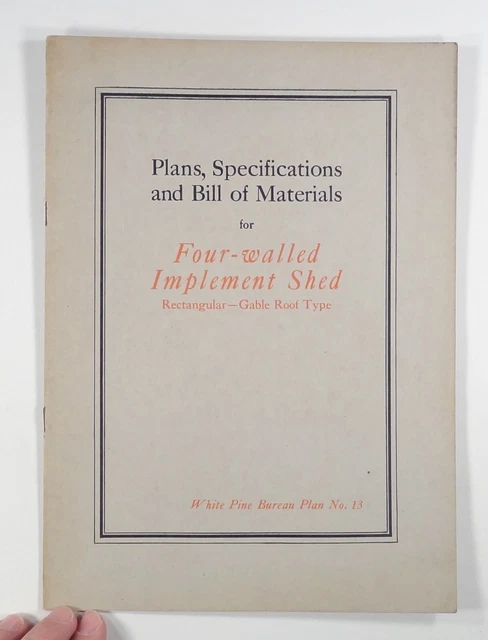 Plans, Specifications
and Bill of Materials
for
Four-walled
Implement Shed
Rectangular—Gable Roof Type
White Pine Bureau Plan No. 13